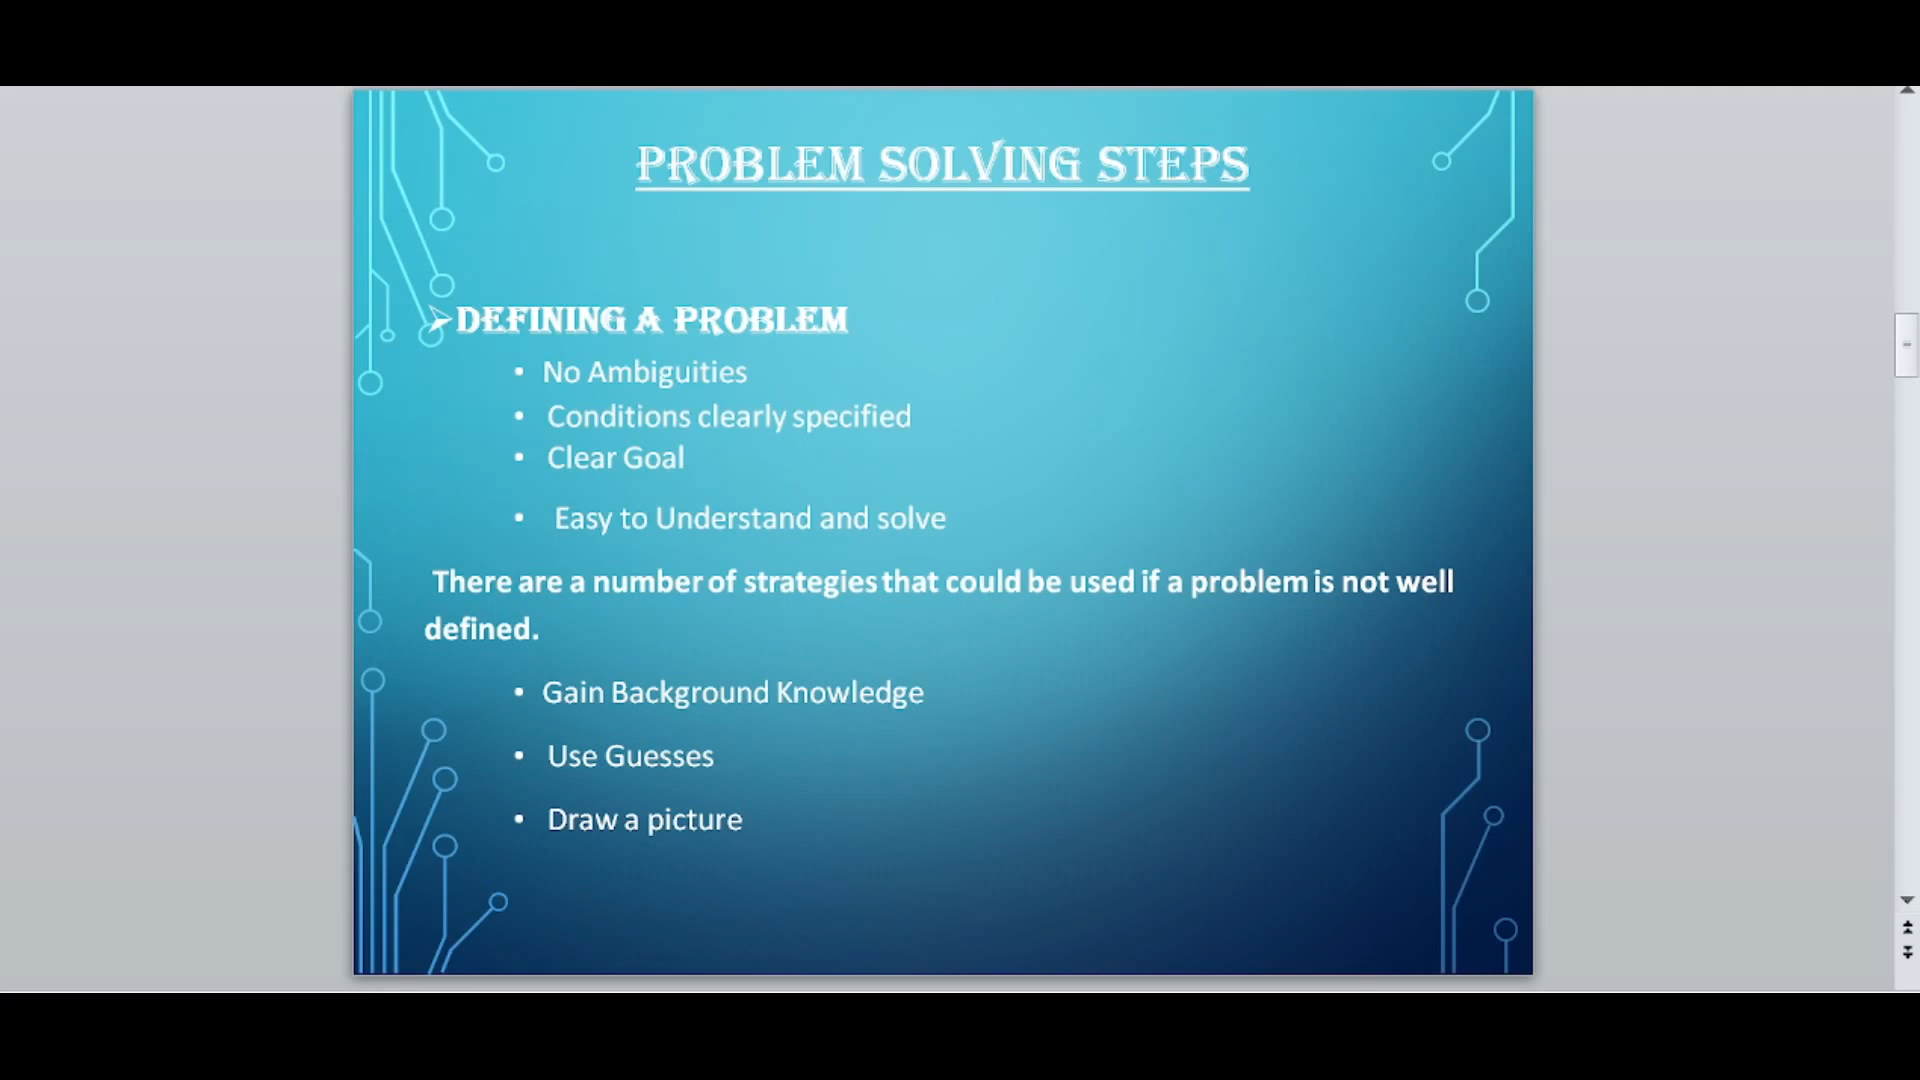 PROBLEM SOLVING STEPS
➢DEFINING A PROBLEM
• No Ambiguities
• Conditions clearly specified
• Clear Goal
• Easy to Understand and solve
There are a number of strategies that could be used if a problem is not well
defined.
• Gain Background Knowledge
• Use Guesses
• Draw a picture